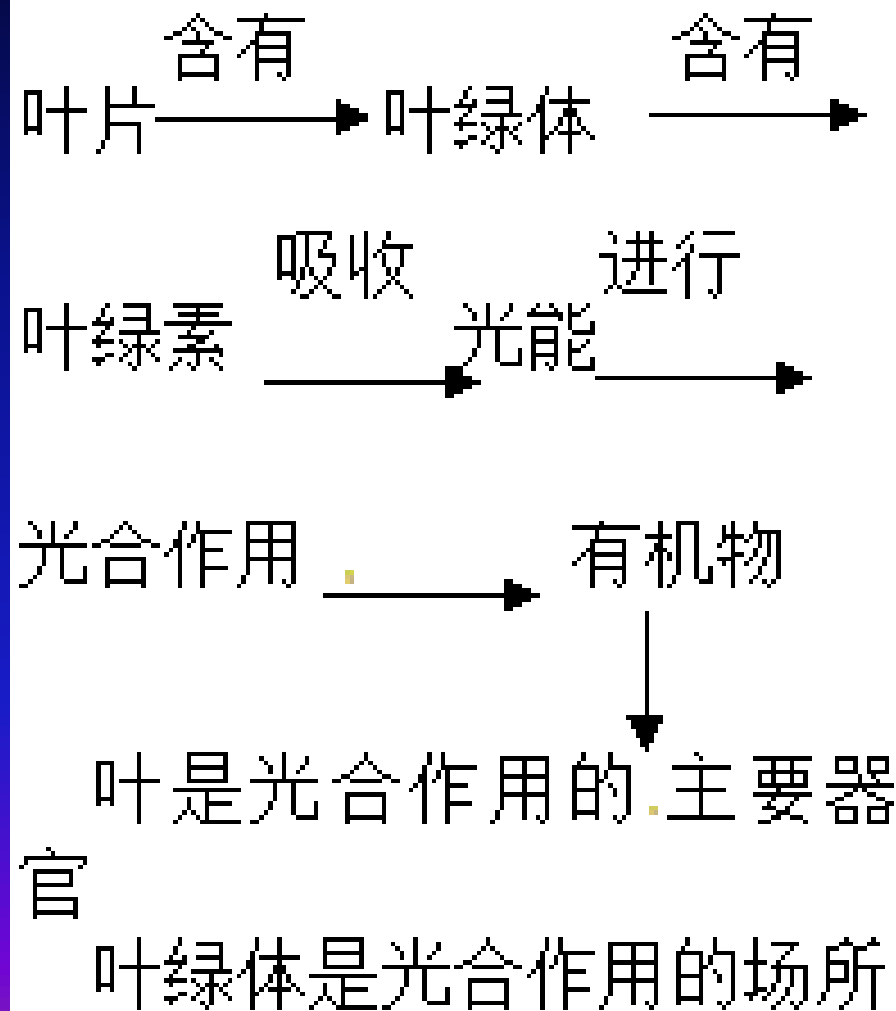 含有 含有
叶片 叶绿体
吸收 进行
叶绿素 光能
光合作用 有机物
叶是光合作用的主要器
官
叶绿体是光合作用的场所